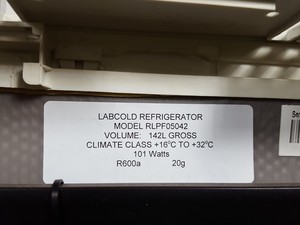 LABCOLD REFRIGERATOR
MODEL RLPF05042
VOLUME: 142L GROSS
CLIMATE CLASS +16°C TO +32°C
101 Watts
R600a 20g